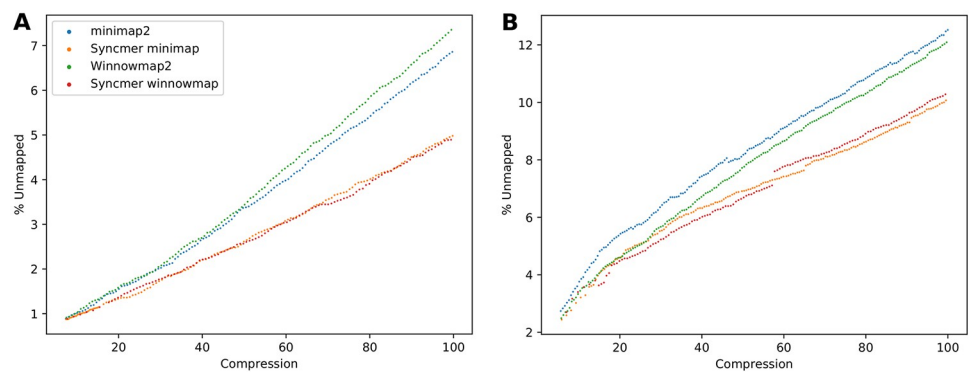 A
minimap2
Syncmer minimap
Winnowmap2
Syncmer winnowmap
% Unmapped
7
6
5
4
3
2
1
20 40 60 80 100
Compression
B
% Unmapped
12
10
8
6
4
2
20 40 60 80 100
Compression